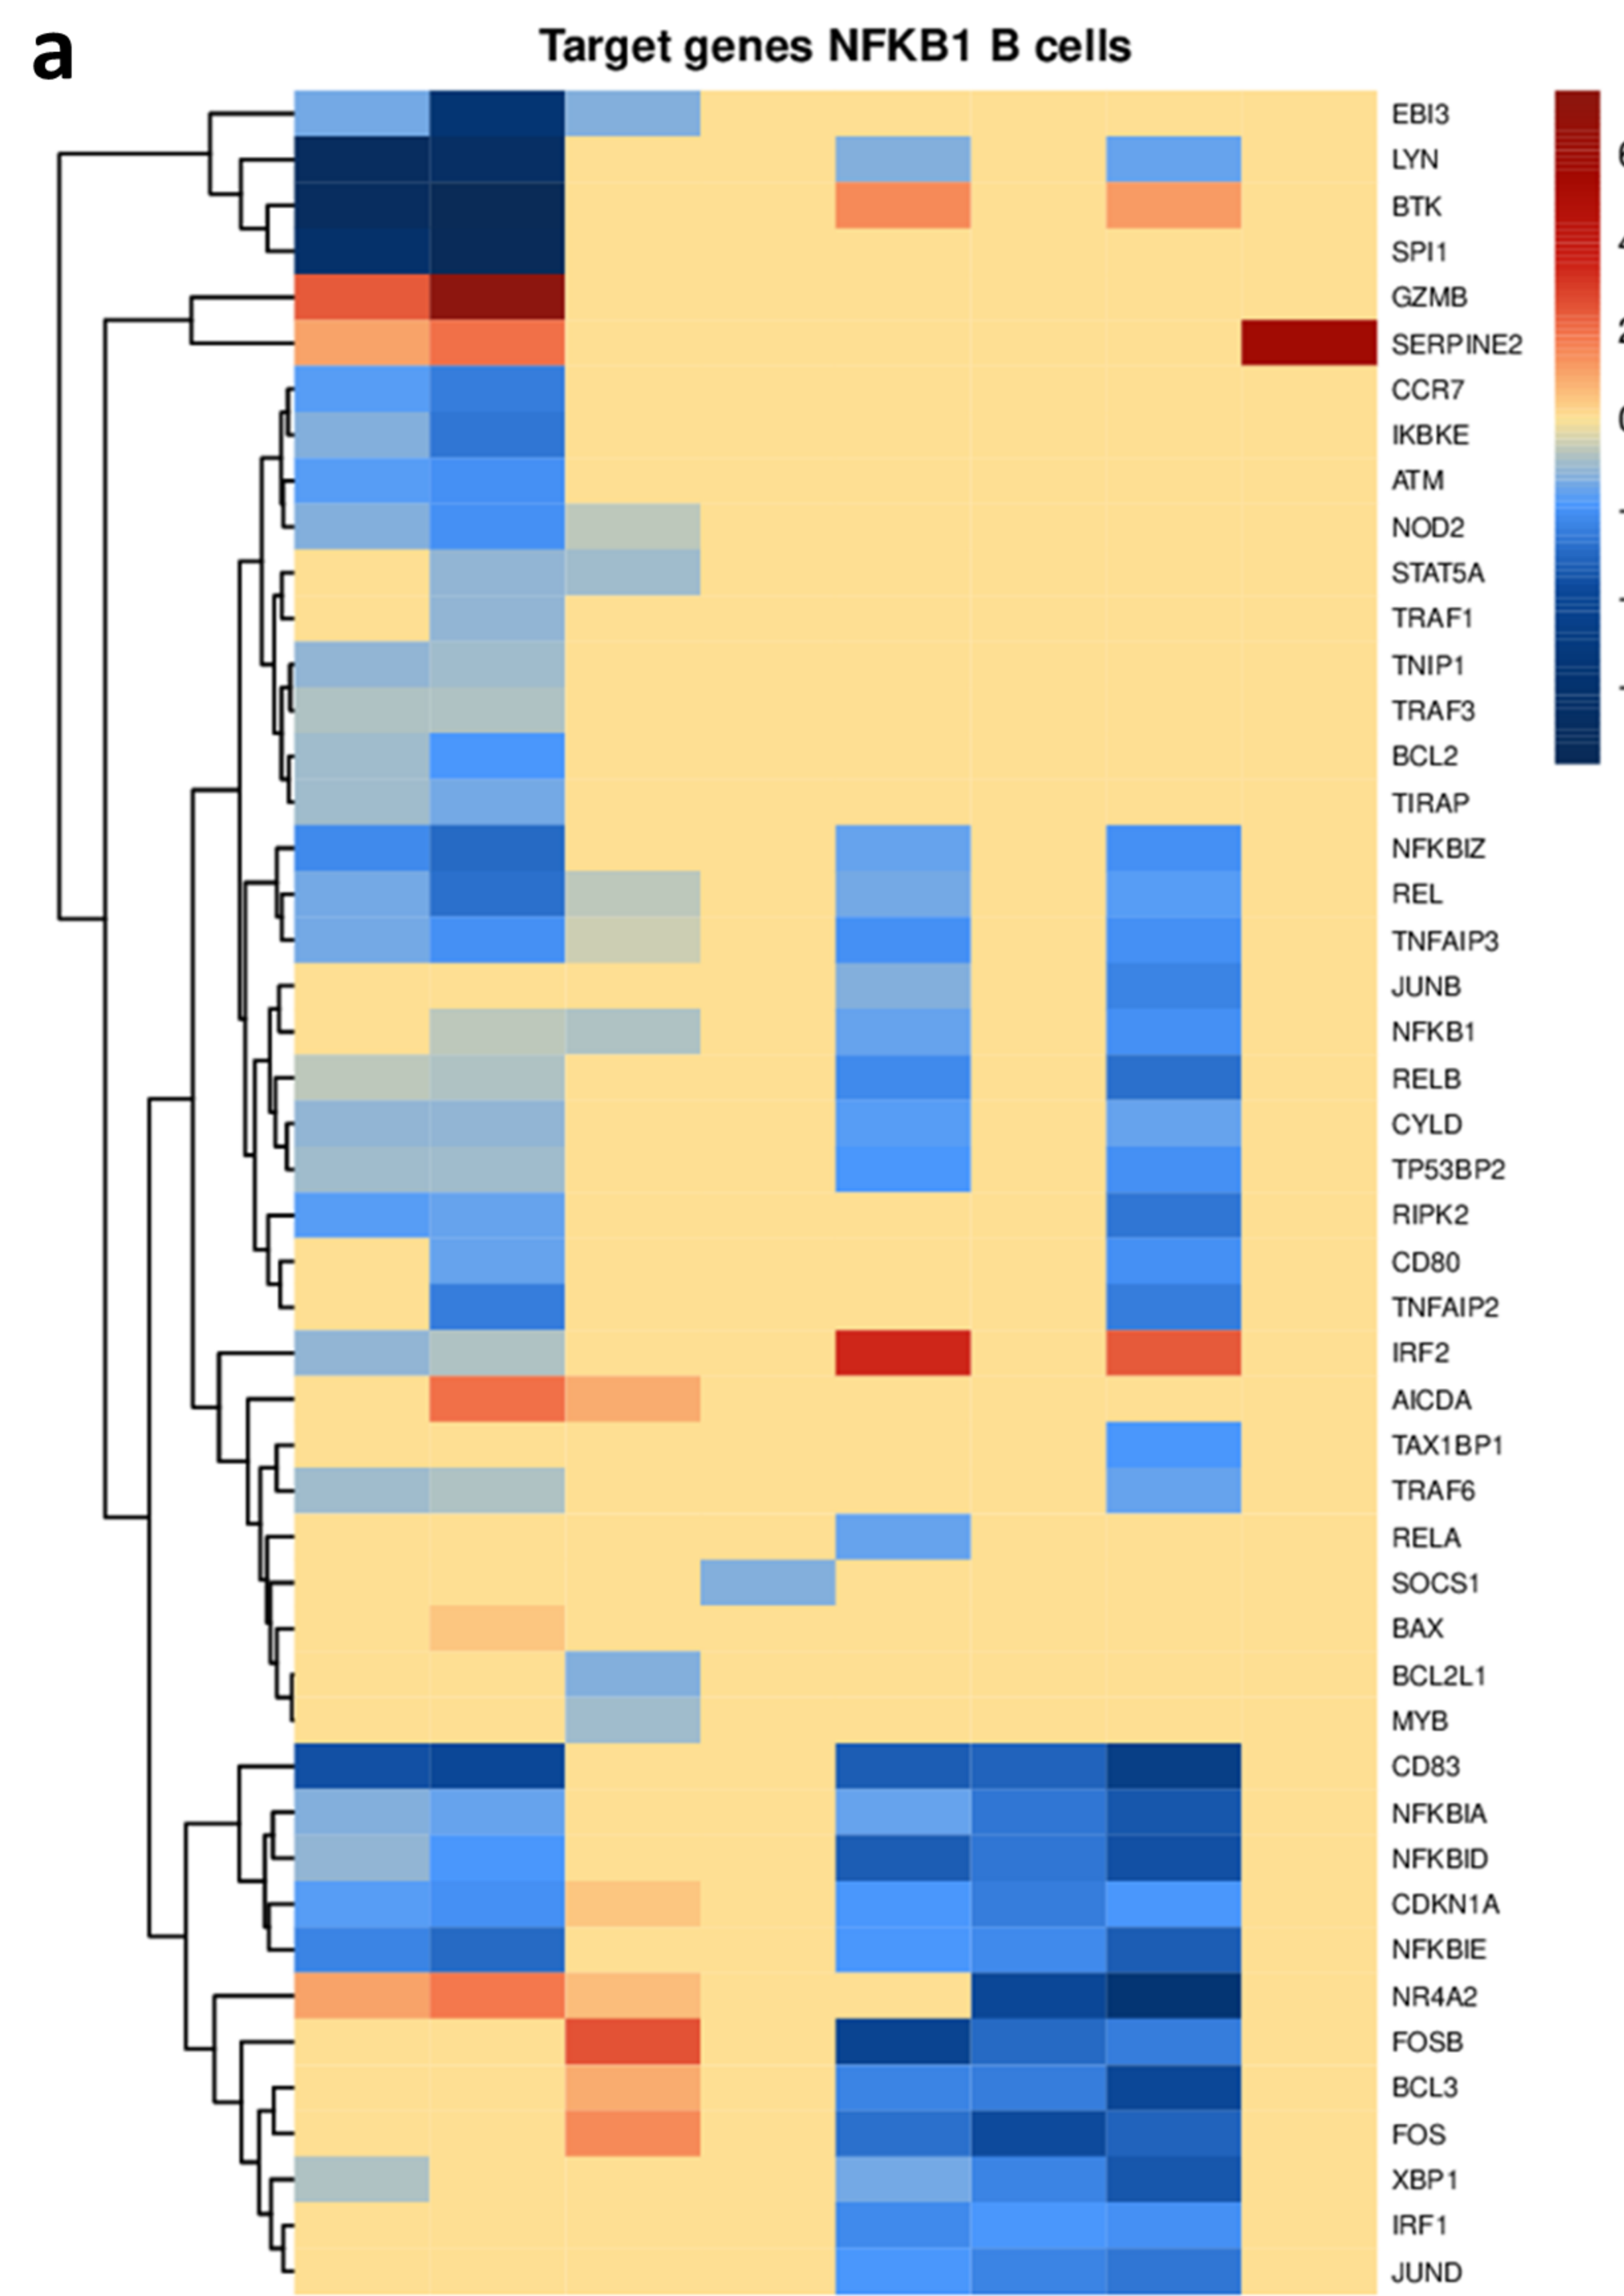 a
Target genes NFKB1 B cells
EBI3
LYN
BTK
SPI1
GZMB
SERPINE2
CCR7
IKBKE
ATM
NOD2
STAT5A
TRAF1
TNIP1
TRAF3
BCL2
TIRAP
NFKBIZ
REL
TNFAIP3
JUNB
NFKB1
RELB
CYLD
TP53BP2
RIPK2
CD80
TNFAIP2
IRF2
AICDA
TAX1BP1
TRAF6
RELA
SOCS1
BAX
BCL2L1
MYB
CD83
NFKBIA
NFKBID
CDKN1A
NFKBIE
NR4A2
FOSB
BCL3
FOS
XBP1
IRF1
JUND